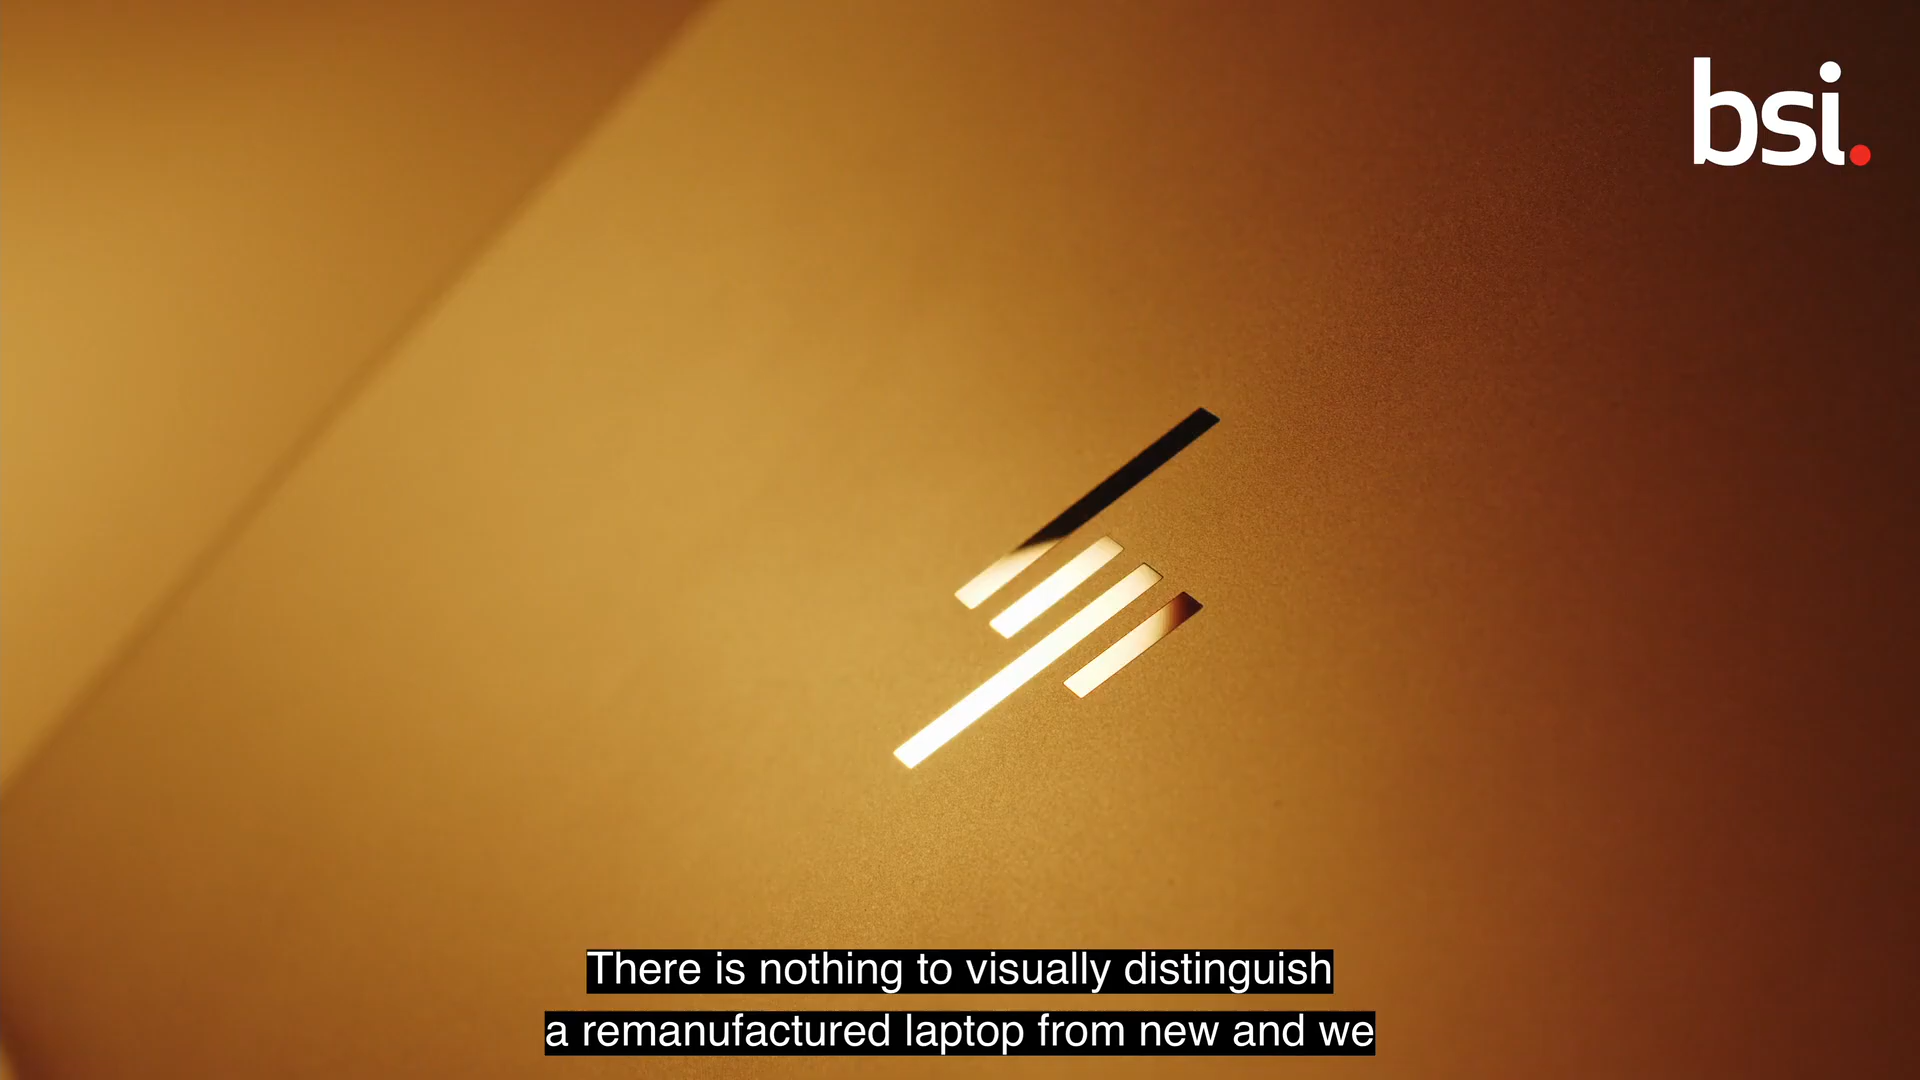 bsi.
There is nothing to visually distinguish
a remanufactured laptop from new and we